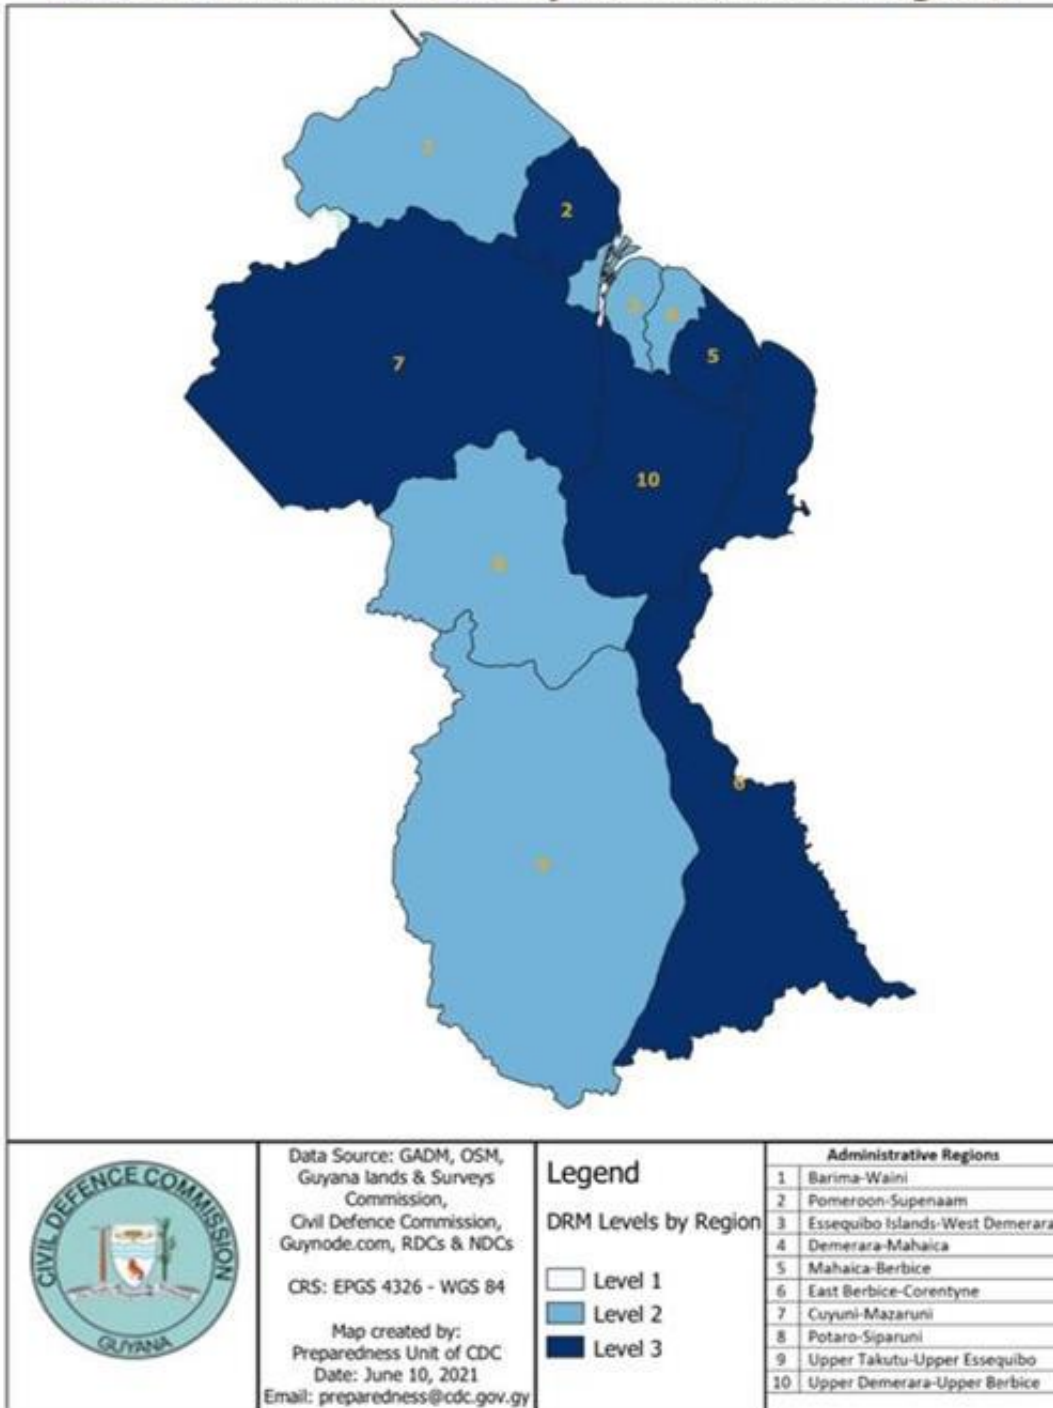 1
2
3
4
5
7
10
8
6
9
CIVIL DEFENCE COMMISSION
GUYANA
Data Source: GADM, OSM,
Guyana lands & Surveys
Commission,
Civil Defence Commission,
Guynode.com, RDCs & NDCs
CRS: EPGS 4326 - WGS 84
Map created by:
Preparedness Unit of CDC
Date: June 10, 2021
Email: preparedness@cdc.gov.gy
Legend
DRM Levels by Region
Level 1
Level 2
Level 3
Administrative Regions
1 Barima-Waini
2 Pomeroon-Supenaam
3 Essequibo Islands-West Demerara
4 Demerara-Mahaica
5 Mahaica-Berbice
6 East Berbice-Corentyne
7 Cuyuni-Mazaruni
8 Potaro-Siparuni
9 Upper Takutu-Upper Essequibo
10 Upper Demerara-Upper Berbice